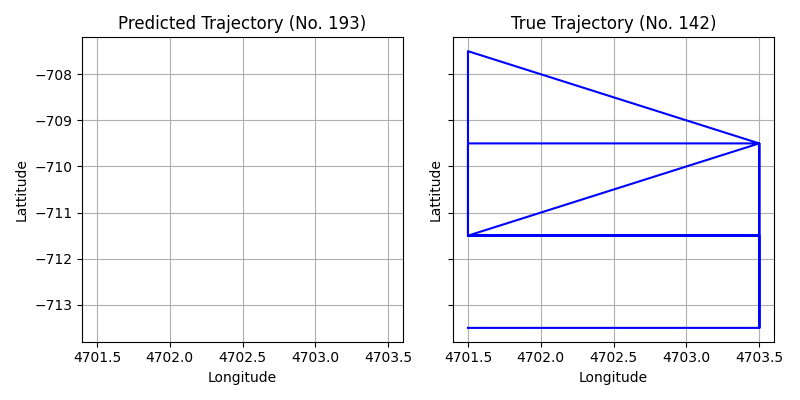 Predicted Trajectory (No. 193)
−708
−709
−710
−711
−712
−713
Lattitude
4701.5 4702.0 4702.5 4703.0 4703.5
Longitude
True Trajectory (No. 142)
Lattitude
4701.5 4702.0 4702.5 4703.0 4703.5
Longitude